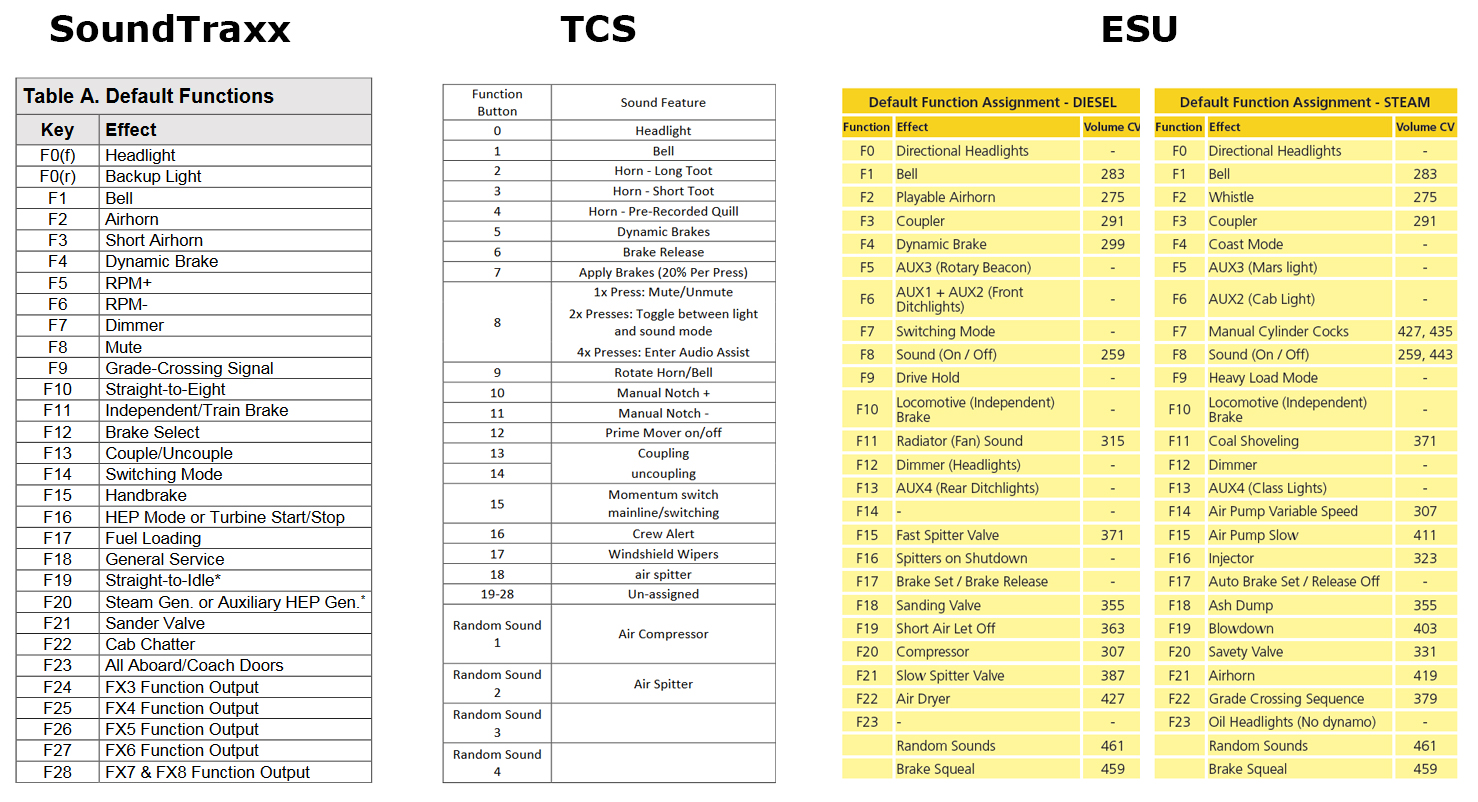 SoundTraxx
Table A. Default Functions
Key Effect
F0(f) Headlight
F0(r) Backup Light
F1 Bell
F2 Airhorn
F3 Short Airhorn
F4 Dynamic Brake
F5 RPM+
F6 RPM-
F7 Dimmer
F8 Mute
F9 Grade-Crossing Signal
F10 Straight-to-Eight
F11 Independent/Train Brake
F12 Brake Select
F13 Couple/Uncouple
F14 Switching Mode
F15 Handbrake
F16 HEP Mode or Turbine Start/Stop
F17 Fuel Loading
F18 General Service
F19 Straight-to-Idle*
F20 Steam Gen. or Auxiliary HEP Gen.*
F21 Sander Valve
F22 Cab Chatter
F23 All Aboard/Coach Doors
F24 FX3 Function Output
F25 FX4 Function Output
F26 FX5 Function Output
F27 FX6 Function Output
F28 FX7 & FX8 Function Output
TCS
Function
Button
Sound Feature
0 Headlight
1 Bell
2 Horn - Long Toot
3 Horn - Short Toot
4 Horn - Pre-Recorded Quill
5 Dynamic Brakes
6 Brake Release
7 Apply Brakes (20% Per Press)
8
1x Press: Mute/Unmute
2x Presses: Toggle between light
and sound mode
4x Presses: Enter Audio Assist
9 Rotate Horn/Bell
10 Manual Notch +
11 Manual Notch -
12 Prime Mover on/off
13 Coupling
14 uncoupling
15
Momentum switch
mainline/switching
16 Crew Alert
17 Windshield Wipers
18 air spitter
19-28 Un-assigned
Random Sound
1
Air Compressor
Random Sound
2
Air Spitter
Random Sound
3
Random Sound
4
ESU
Default Function Assignment - DIESEL
Function Effect Volume CV
F0 Directional Headlights -
F1 Bell 283
F2 Playable Airhorn 275
F3 Coupler 291
F4 Dynamic Brake 299
F5 AUX3 (Rotary Beacon) -
F6 AUX1 + AUX2 (Front
Ditchlights) -
F7 Switching Mode -
F8 Sound (On / Off) 259
F9 Drive Hold -
F10 Locomotive (Independent)
Brake -
F11 Radiator (Fan) Sound 315
F12 Dimmer (Headlights) -
F13 AUX4 (Rear Ditchlights) -
F14 - -
F15 Fast Spitter Valve 371
F16 Spitters on Shutdown -
F17 Brake Set / Brake Release -
F18 Sanding Valve 355
F19 Short Air Let Off 363
F20 Compressor 307
F21 Slow Spitter Valve 387
F22 Air Dryer 427
F23 - -
Random Sounds 461
Brake Squeal 459
Default Function Assignment - STEAM
Function Effect Volume CV
F0 Directional Headlights -
F1 Bell 283
F2 Whistle 275
F3 Coupler 291
F4 Coast Mode -
F5 AUX3 (Mars light) -
F6 AUX2 (Cab Light) -
F7 Manual Cylinder Cocks 427, 435
F8 Sound (On / Off) 259, 443
F9 Heavy Load Mode -
F10 Locomotive (Independent)
Brake -
F11 Coal Shoveling 371
F12 Dimmer -
F13 AUX4 (Class Lights) -
F14 Air Pump Variable Speed 307
F15 Air Pump Slow 411
F16 Injector 323
F17 Auto Brake Set / Release Off -
F18 Ash Dump 355
F19 Blowdown 403
F20 Savety Valve 331
F21 Airhorn 419
F22 Grade Crossing Sequence 379
F23 Oil Headlights (No dynamo) -
Random Sounds 461
Brake Squeal 459